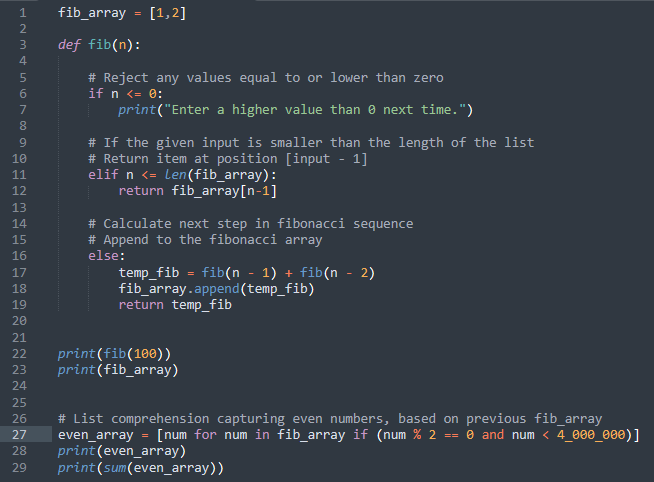 1 fib_array = [1,2]
2
3 def fib(n):
4
5     # Reject any values equal to or lower than zero
6     if n <= 0:
7         print("Enter a higher value than 0 next time.")
8
9     # If the given input is smaller than the length of the list
10     # Return item at position [input - 1]
11     elif n <= len(fib_array):
12         return fib_array[n-1]
13
14     # Calculate next step in fibonacci sequence
15     # Append to the fibonacci array
16     else:
17         temp_fib = fib(n - 1) + fib(n - 2)
18         fib_array.append(temp_fib)
19         return temp_fib
20
21
22 print(fib(100))
23 print(fib_array)
24
25
26 # List comprehension capturing even numbers, based on previous fib_array
27 even_array = [num for num in fib_array if (num % 2 == 0 and num < 4_000_000)]
28 print(even_array)
29 print(sum(even_array))